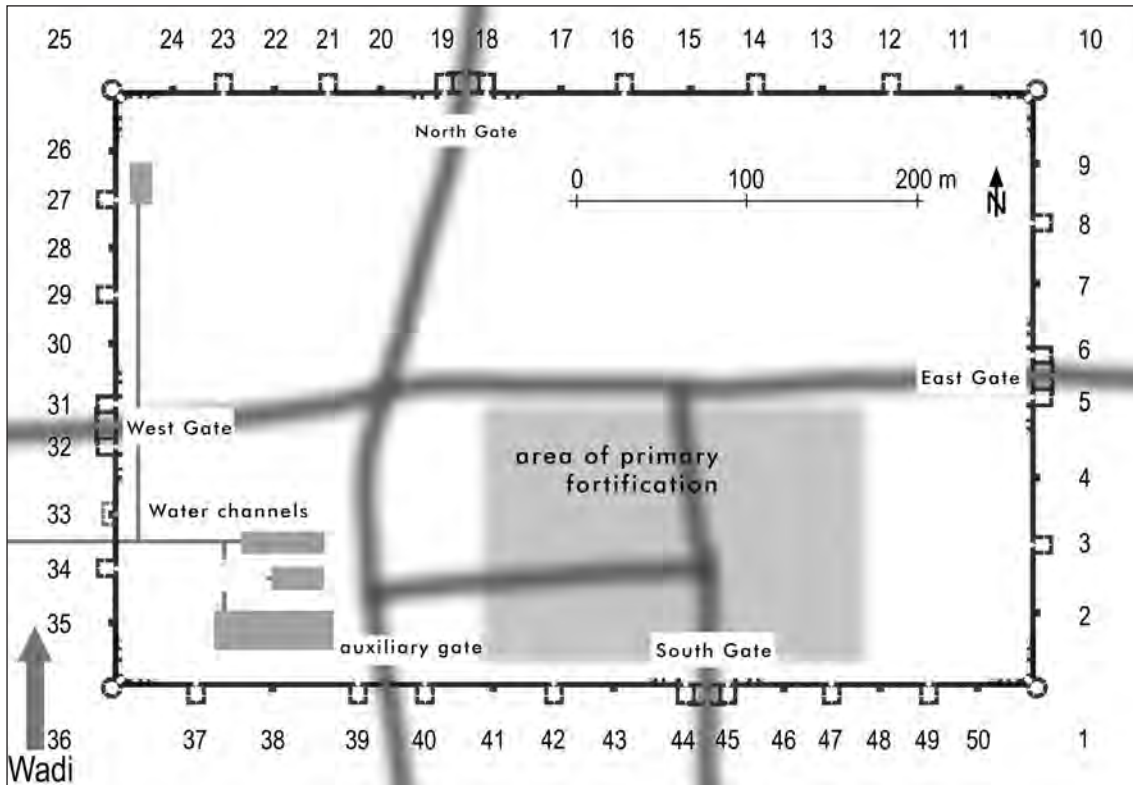 25 24 23 22 21 20 19 18 17 16 15 14 13 12 11 10
North Gate
26 9
0 100 200 m
N
27
8
28
29 7
30
6
East Gate
31 5
West Gate
32
area of primary
fortification
4
33 Water channels
3
34
35 2
auxiliary gate South Gate
36 37 38 39 40 41 42 43 44 45 46 47 48 49 50 1
Wadi